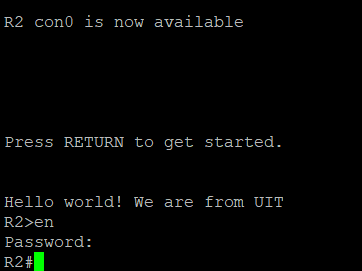 R2 con0 is now available
Press RETURN to get started.
Hello world! We are from UIT
R2>en
Password:
R2#